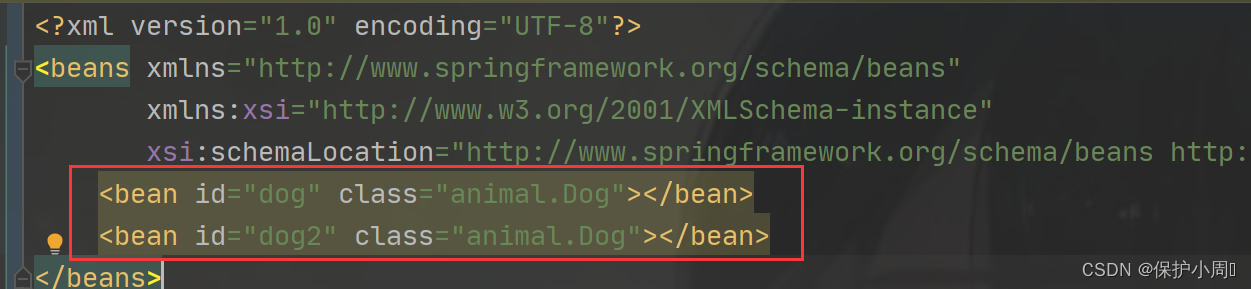 <?xml version="1.0" encoding="UTF-8"?>
<beans xmlns="http://www.springframework.org/schema/beans"
xmlns:xsi="http://www.w3.org/2001/XMLSchema-instance"
xsi:schemaLocation="http://www.springframework.org/schema/beans http:
<bean id="dog" class="animal.Dog"></bean>
<bean id="dog2" class="animal.Dog"></bean>
</beans>
CSDN @保护小周